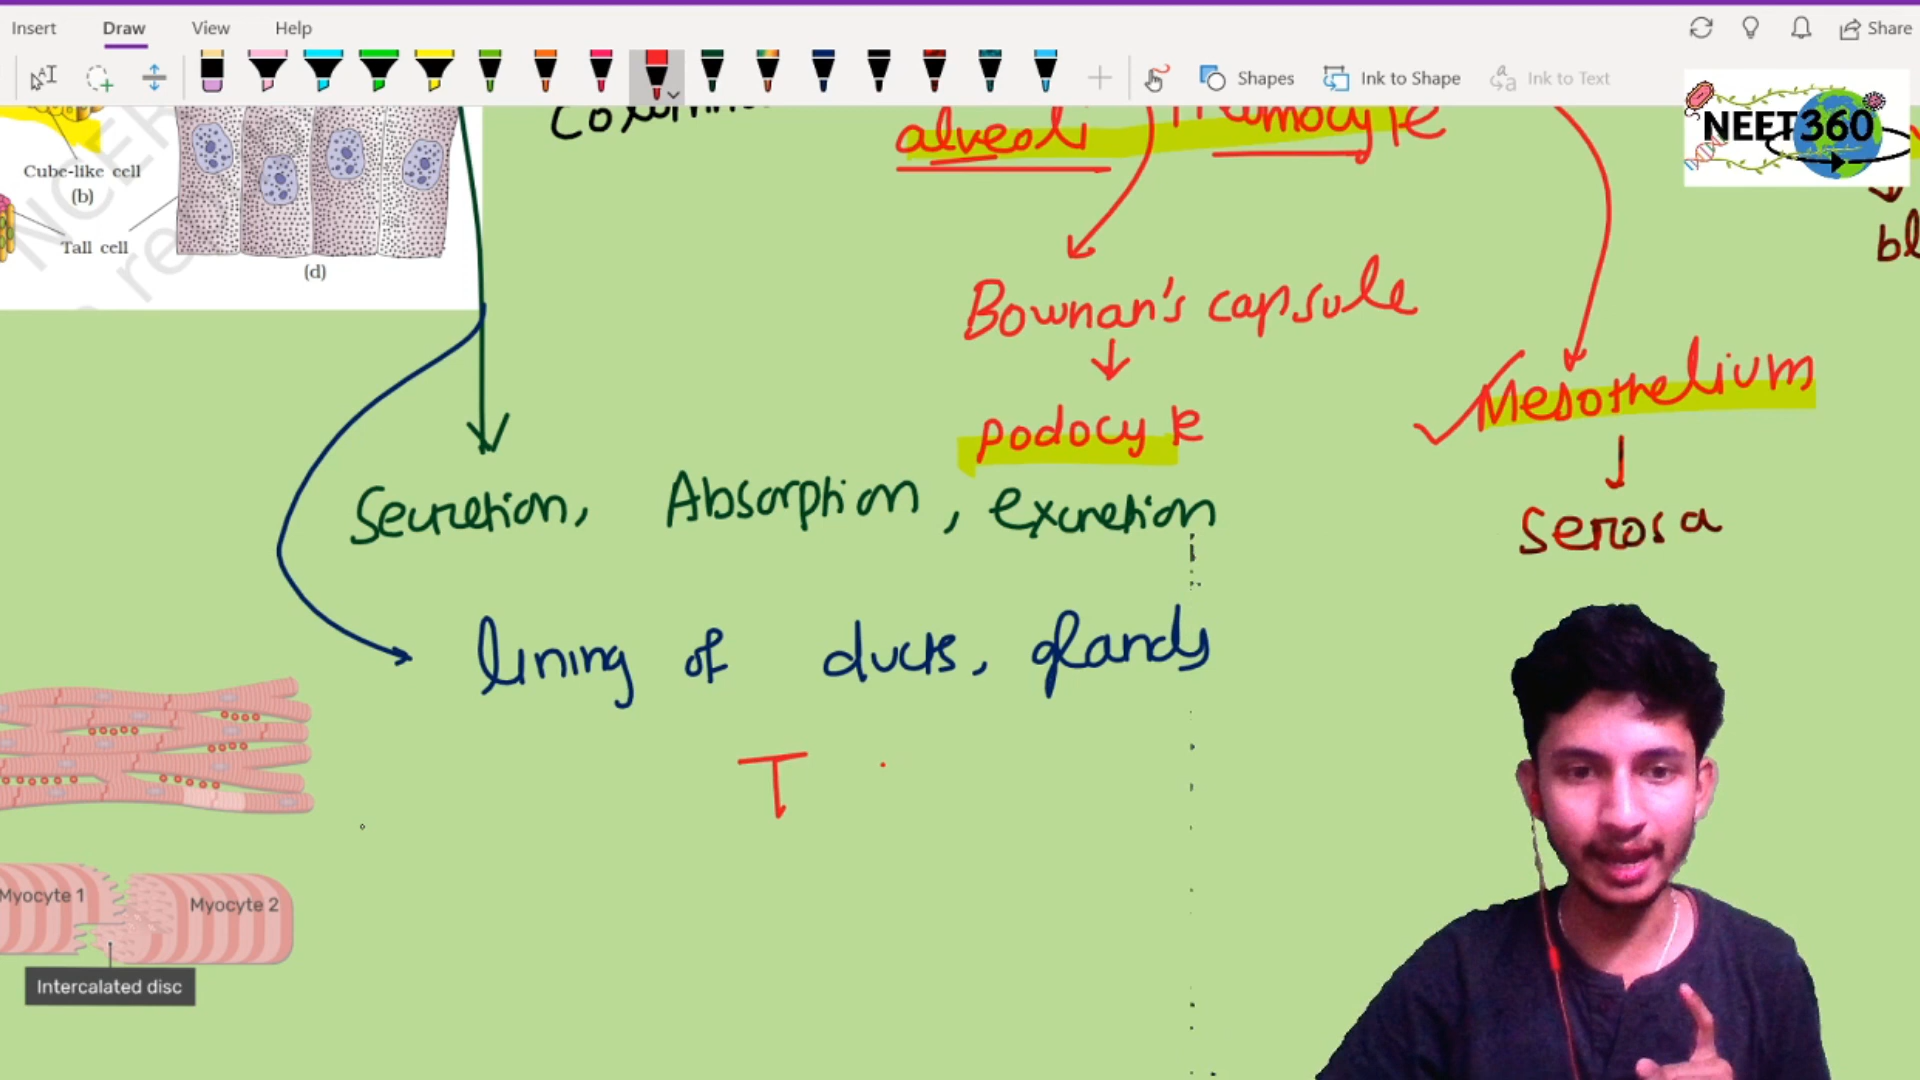 Insert Draw View Help
Share
Shapes Ink to Shape Ink to Text
NEET360
alveoli
Cube-like cell
(b)
Tall cell
(d)
Bowman's capsule
podocyte
Mesothelium
Serosa
Secretion, Absorption, excretion
lining of ducts, glands
T
Myocyte 1
Myocyte 2
Intercalated disc